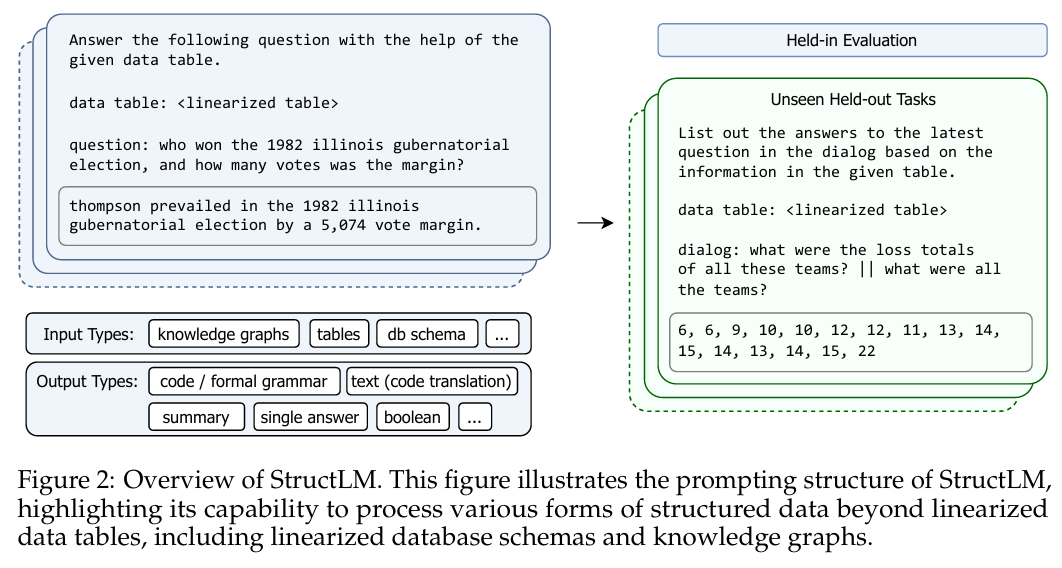 Answer the following question with the help of the
given data table.
data table: <linearized table>
question: who won the 1982 illinois gubernatorial
election, and how many votes was the margin?
thompson prevailed in the 1982 illinois
gubernatorial election by a 5,074 vote margin.
Input Types: knowledge graphs tables db schema ...
Output Types: code / formal grammar text (code translation)
summary single answer boolean ...
Held-in Evaluation
Unseen Held-out Tasks
List out the answers to the latest
question in the dialog based on the
information in the given table.
data table: <linearized table>
dialog: what were the loss totals
of all these teams? || what were all
the teams?
6, 6, 9, 10, 10, 12, 12, 11, 13, 14,
15, 14, 13, 14, 15, 22
Figure 2: Overview of StructLM. This figure illustrates the prompting structure of StructLM,
highlighting its capability to process various forms of structured data beyond linearized
data tables, including linearized database schemas and knowledge graphs.